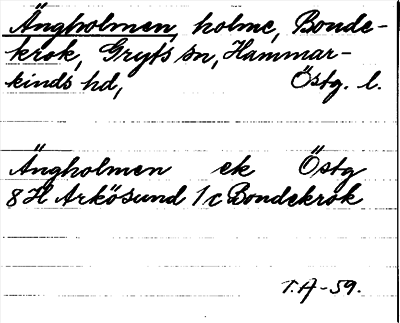 Ängholmen, holme, Bonde-
krok, Gryts sn, Hammar-
kinds hd, Östg. l.
Ängholmen ek Östg
8 H Arkösund 1 c Bondekrok
T.A-59.